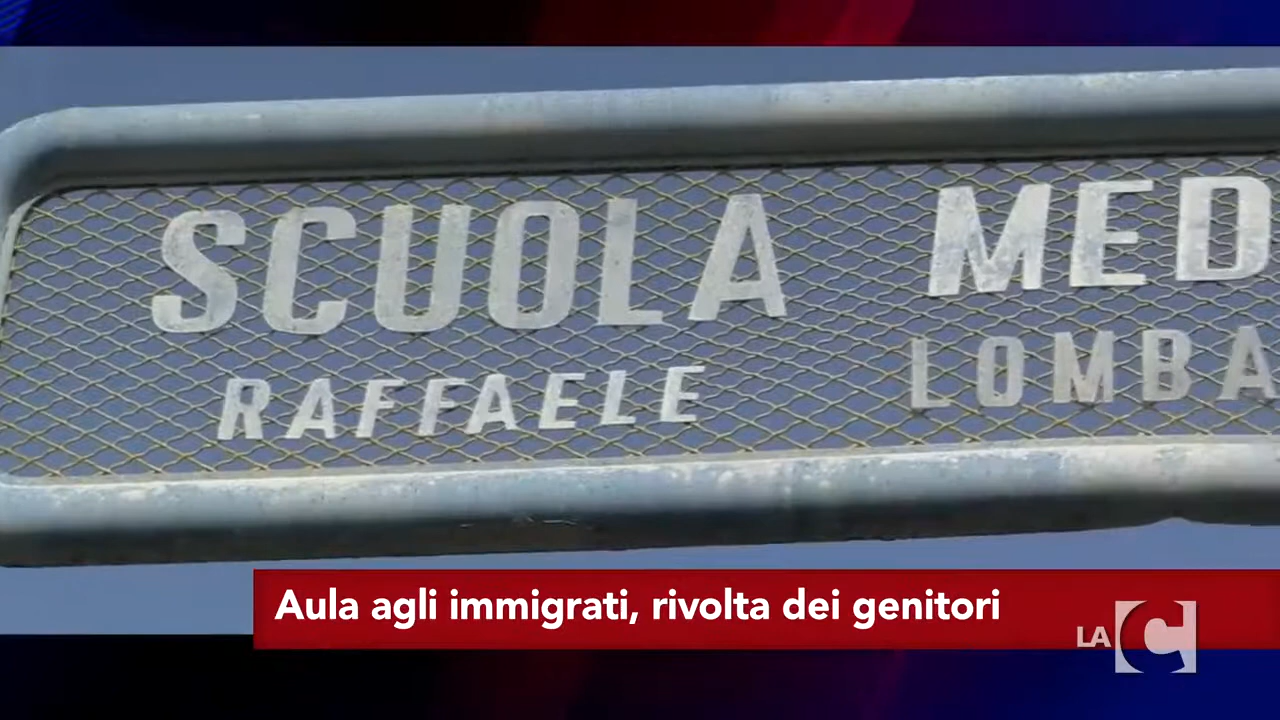 SCUOLA MED
RAFFAELE LOMBA
Aula agli immigrati, rivolta dei genitori
LA C